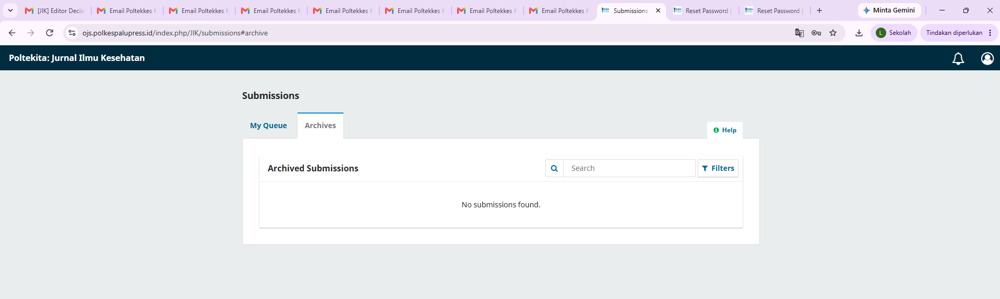 [JIK] Editor Decisi
Email Poltekkes K
Email Poltekkes K
Email Poltekkes K
Email Poltekkes K
Email Poltekkes K
Email Poltekkes K
Email Poltekkes K
Submissions
Reset Password |
Reset Password |
Minta Gemini
ojs.polkespalupress.id/index.php/JIK/submissions#archive
L
Sekolah
Tindakan diperlukan
Poltekita: Jurnal Ilmu Kesehatan
Submissions
My Queue
Archives
Help
Archived Submissions
Search
Filters
No submissions found.